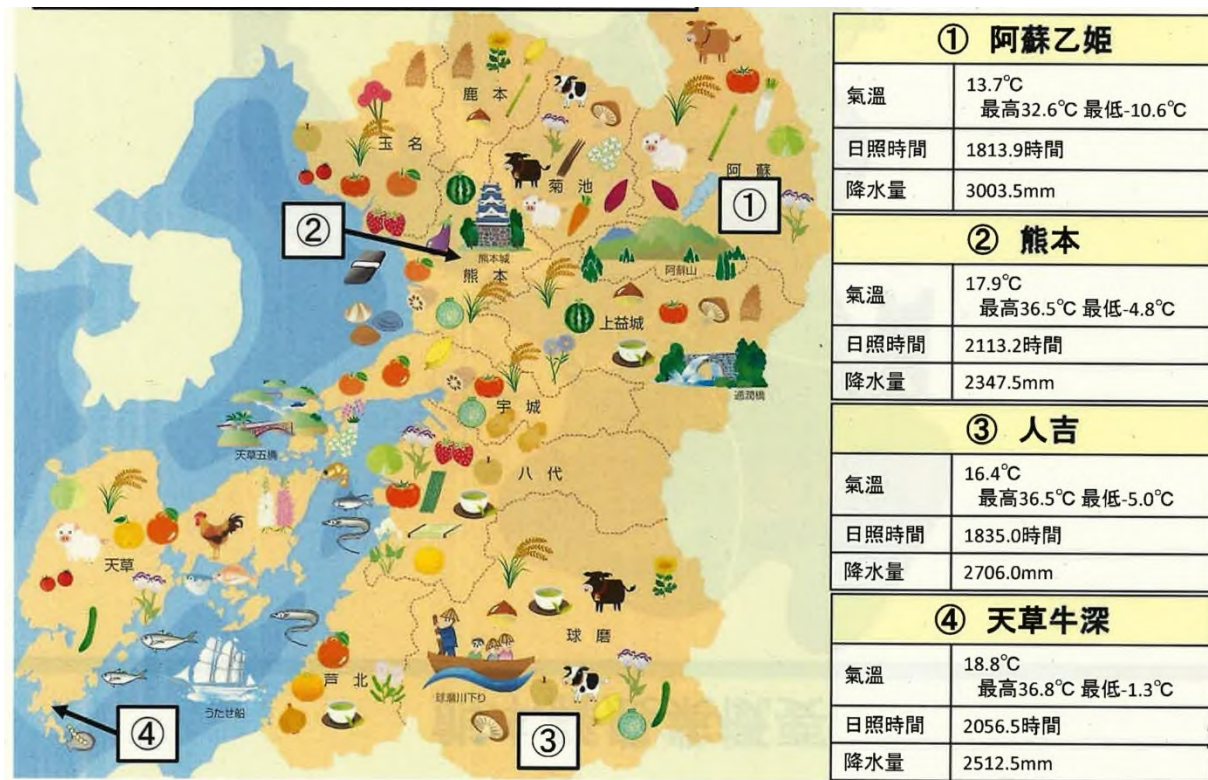 鹿本
玉名
菊池
阿蘇
①
②
熊本城
熊本
阿蘇山
上益城
通潤橋
宇城
天草五橋
八代
天草
球磨
芦北
球磨川下り
うたせ船
③
④
① 阿蘇乙姫
氣溫 13.7℃
最高32.6℃ 最低-10.6℃
日照時間 1813.9時間
降水量 3003.5mm
② 熊本
氣溫 17.9℃
最高36.5℃ 最低-4.8℃
日照時間 2113.2時間
降水量 2347.5mm
③ 人吉
氣溫 16.4℃
最高36.5℃ 最低-5.0℃
日照時間 1835.0時間
降水量 2706.0mm
④ 天草牛深
氣溫 18.8℃
最高36.8℃ 最低-1.3℃
日照時間 2056.5時間
降水量 2512.5mm